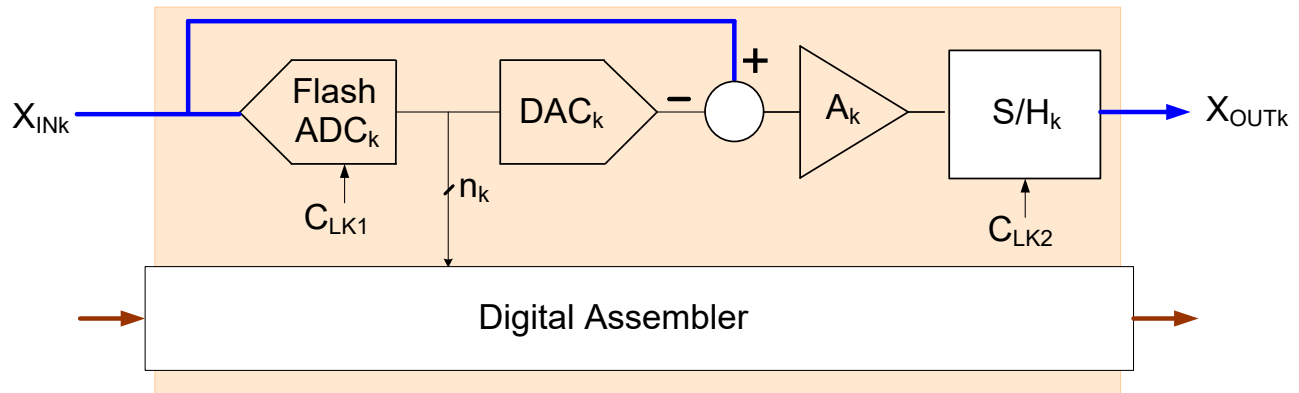 X_INk
Flash
ADC_k
DAC_k
−
+
A_k
S/H_k
X_OUTk
n_k
C_LK1
C_LK2
Digital Assembler